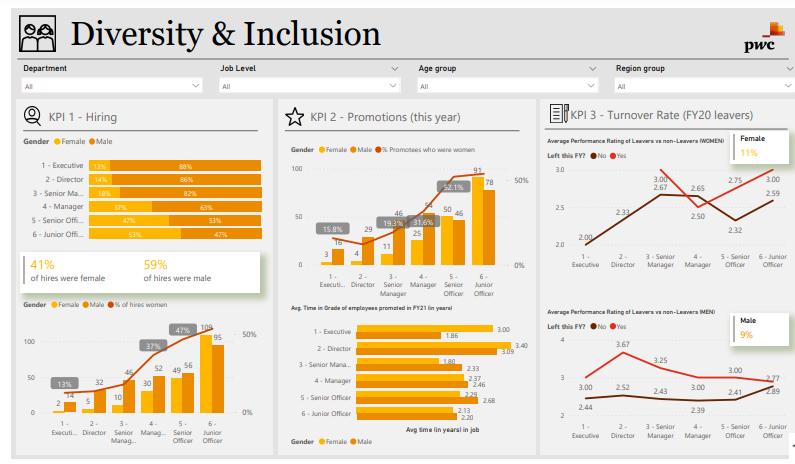 Diversity & Inclusion
pwc
Department
Job Level
Age group
Region group
All
All
All
All
KPI 1 - Hiring
Gender Female Male
1 - Executive 13% 88%
2 - Director 14% 86%
3 - Senior Ma... 18% 82%
4 - Manager 37% 63%
5 - Senior Offi... 47% 53%
6 - Junior Offi... 53% 47%
41% 59%
of hires were female of hires were male
Gender Female Male % of hires women
100
50
0
50%
0%
13%
37%
47%
2 14
5 32
10 46
30 52
49 56
109 95
1 - Executi...
2 - Director
3 - Senior Manag...
4 - Manag...
5 - Senior Officer
6 - Junior Officer
KPI 2 - Promotions (this year)
Gender Female Male % Promotees who were women
100
50
0
50%
0%
15.8%
19.3%
31.6%
52.1%
3 16
4 29
11 46
25 54
50 46
91 78
1 - Executi...
2 - Director
3 - Senior Manager
4 - Manager
5 - Senior Officer
6 - Junior Officer
Avg. Time in Grade of employees promoted in FY21 (in years)
1 - Executive 3.00 1.86
2 - Director 3.40 3.09
3 - Senior Mana... 1.80 2.33
4 - Manager 2.37 2.46
5 - Senior Officer 2.29 2.68
6 - Junior Officer 2.13 2.20
Avg time (in years) in job
Gender Female Male
KPI 3 - Turnover Rate (FY20 leavers)
Average Performance Rating of Leavers vs non-Leavers (WOMEN)
Left this FY? No Yes
Female
11%
3.0
2.5
2.0
2.00
2.33
3.00
2.67
2.65
2.50
2.75
2.32
3.00
2.59
1 - Executive
2 - Director
3 - Senior Manager
4 - Manager
5 - Senior Officer
6 - Junior Officer
Average Performance Rating of Leavers vs non-Leavers (MEN)
Left this FY? No Yes
Male
9%
4
3
2
3.00
2.44
3.67
2.52
3.25
2.43
3.00
2.39
3.00
2.41
2.77
2.89
1 - Executive
2 - Director
3 - Senior Manager
4 - Manager
5 - Senior Officer
6 - Junior Officer